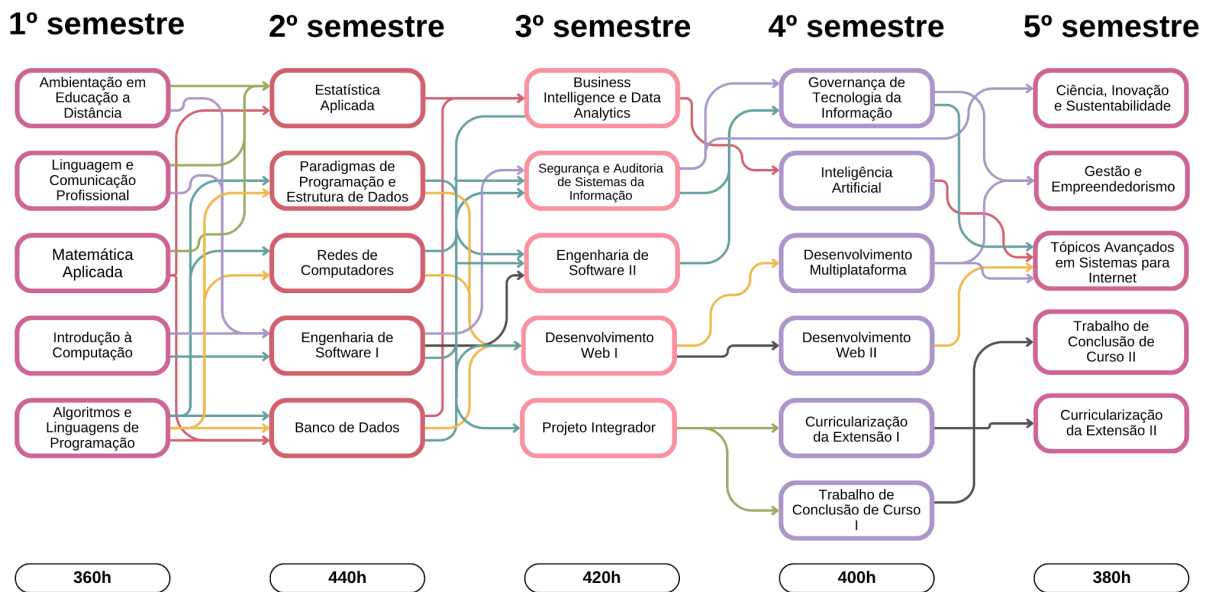 1º semestre
2º semestre
3º semestre
4º semestre
5º semestre
Ambientação em
Educação a
Distância
Linguagem e
Comunicação
Profissional
Matemática
Aplicada
Introdução à
Computação
Algoritmos e
Linguagens de
Programação
360h
Estatística
Aplicada
Paradigmas de
Programação e
Estrutura de Dados
Redes de
Computadores
Engenharia de
Software I
Banco de Dados
440h
Business
Intelligence e Data
Analytics
Segurança e Auditoria
de Sistemas da
Informação
Engenharia de
Software II
Desenvolvimento
Web I
Projeto Integrador
420h
Governança de
Tecnologia da
Informação
Inteligência
Artificial
Desenvolvimento
Multiplataforma
Desenvolvimento
Web II
Curricularização
da Extensão I
Trabalho de
Conclusão de Curso
I
400h
Ciência, Inovação
e Sustentabilidade
Gestão e
Empreendedorismo
Tópicos Avançados
em Sistemas para
Internet
Trabalho de
Conclusão de
Curso II
Curricularização
da Extensão II
380h